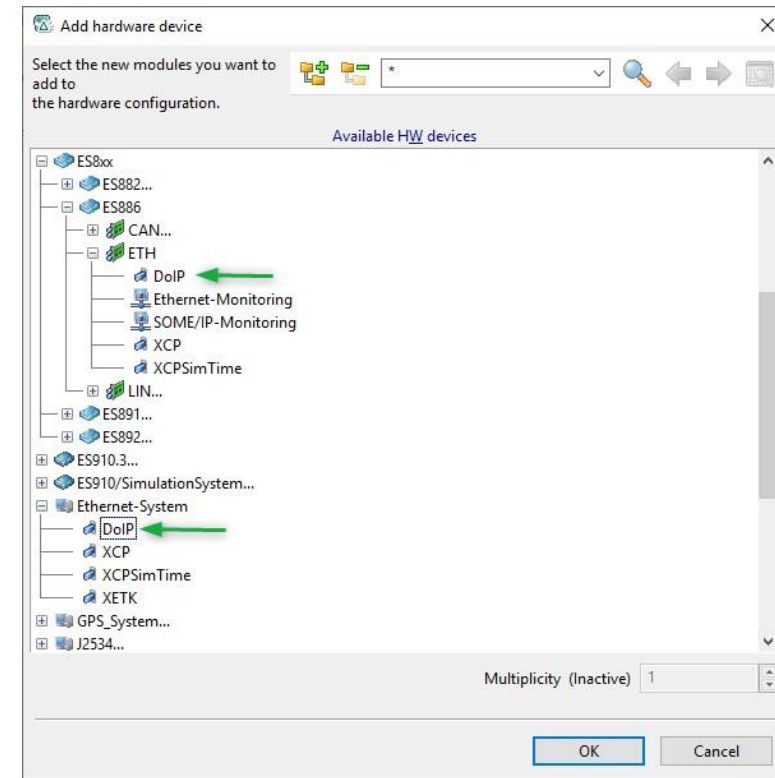 Add hardware device
Select the new modules you want to
add to
the hardware configuration.
*
Available HW devices
ES8xx
ES882...
ES886
CAN...
ETH
DoIP
Ethernet-Monitoring
SOME/IP-Monitoring
XCP
XCPSimTime
LIN...
ES891...
ES892...
ES910.3...
ES910/SimulationSystem...
Ethernet-System
DoIP
XCP
XCPSimTime
XETK
GPS_System...
J2534...
Multiplicity (Inactive) 1
OK Cancel